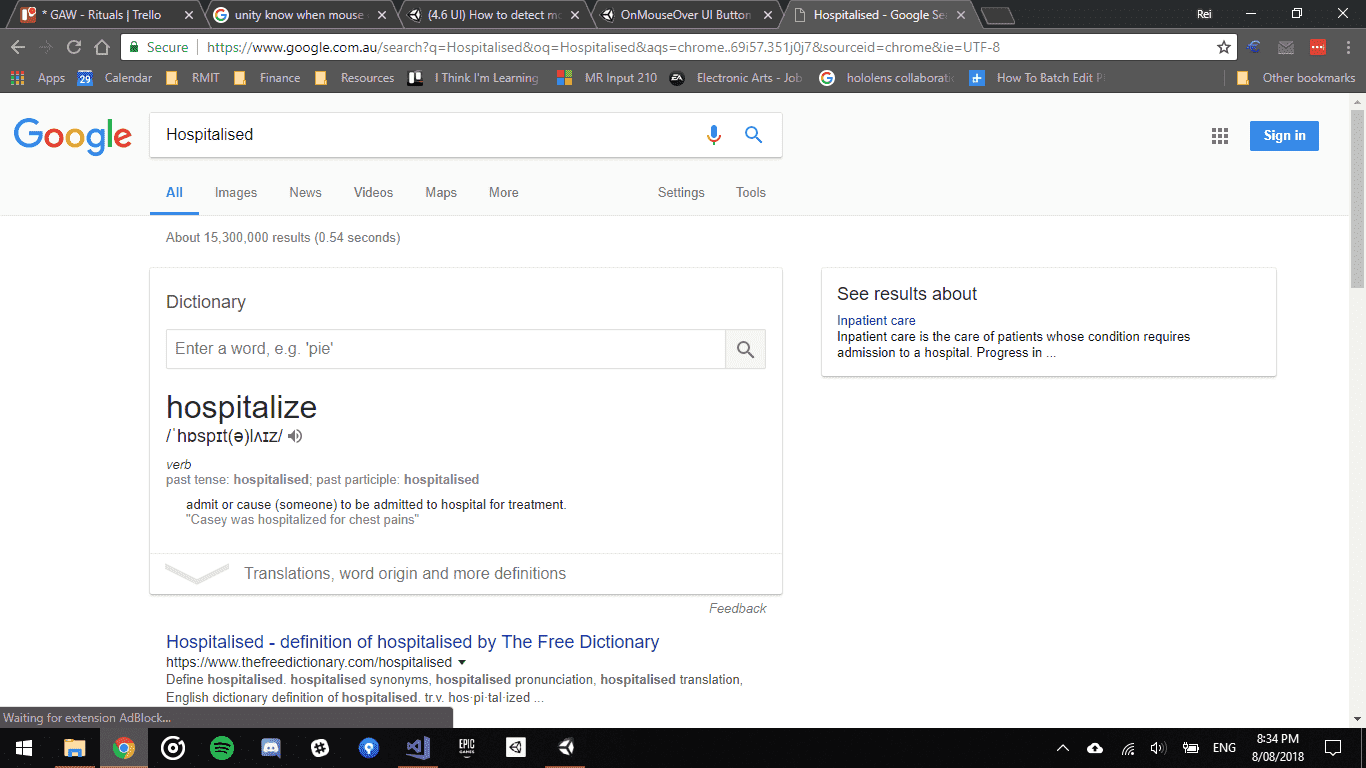 * GAW - Rituals | Trello
unity know when mouse
(4.6 UI) How to detect mo
OnMouseOver UI Button
Hospitalised - Google Se
Rei
Secure
https://www.google.com.au/search?q=Hospitalised&oq=Hospitalised&aqs=chrome..69i57.351j0j7&sourceid=chrome&ie=UTF-8
Apps
29
Calendar
RMIT
Finance
Resources
I Think I'm Learning
MR Input 210
EA
Electronic Arts - Job
hololens collaborati
How To Batch Edit P
Other bookmarks
Google
Hospitalised
Sign in
All
Images
News
Videos
Maps
More
Settings
Tools
About 15,300,000 results (0.54 seconds)
Dictionary
Enter a word, e.g. 'pie'
hospitalize
/ˈhɒspɪt(ə)lʌɪz/
verb
past tense: hospitalised; past participle: hospitalised
admit or cause (someone) to be admitted to hospital for treatment.
"Casey was hospitalized for chest pains"
Translations, word origin and more definitions
Feedback
See results about
Inpatient care
Inpatient care is the care of patients whose condition requires
admission to a hospital. Progress in ...
Hospitalised - definition of hospitalised by The Free Dictionary
https://www.thefreedictionary.com/hospitalised
Define hospitalised. hospitalised synonyms, hospitalised pronunciation, hospitalised translation,
English dictionary definition of hospitalised. tr.v. hos·pi·tal·ized ...
Waiting for extension AdBlock...
EPIC
GAMES
ENG
8:34 PM
8/08/2018